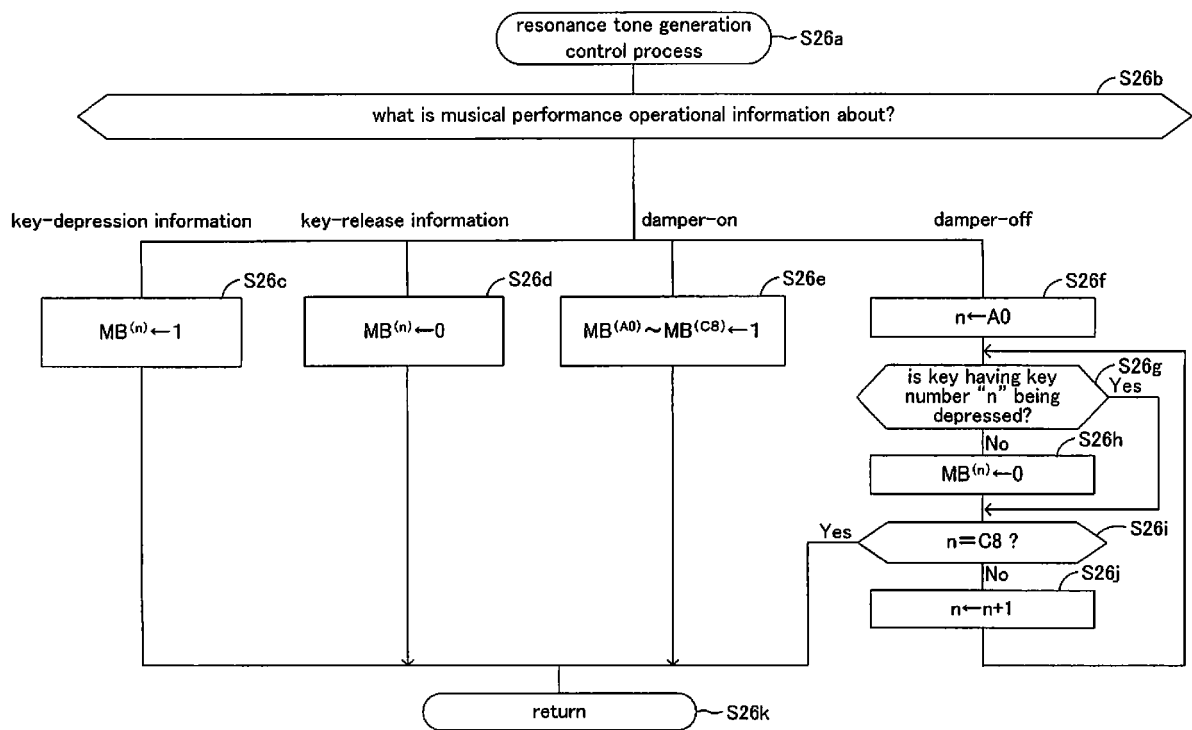 resonance tone generation
control process
S26a
S26b
what is musical performance operational information about?
key-depression information
key-release information
damper-on
damper-off
S26c
S26d
S26e
S26f
MB(n)←1
MB(n)←0
MB(A0)~MB(C8)←1
n←A0
S26g
is key having key
number "n" being
depressed?
Yes
No
S26h
MB(n)←0
Yes
n=C8 ?
S26i
No
S26j
n←n+1
return
S26k